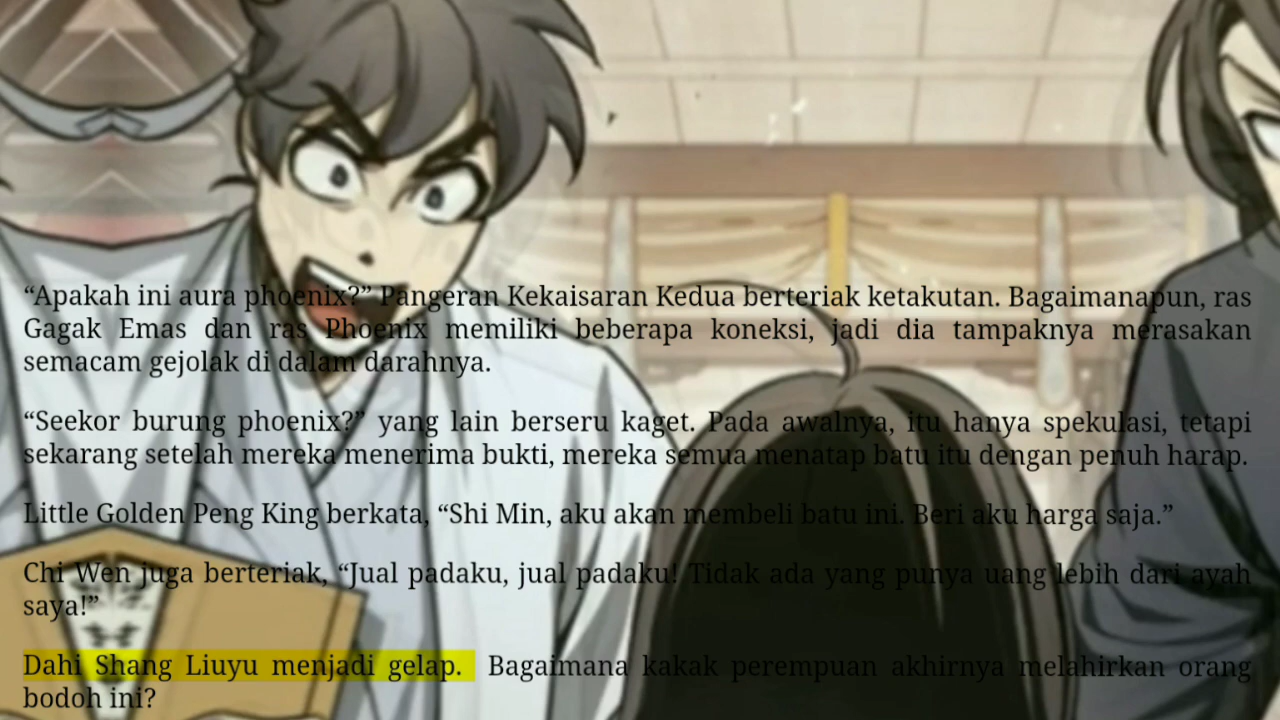 “Apakah ini aura phoenix?” Pangeran Kekaisaran Kedua berteriak ketakutan. Bagaimanapun, ras
Gagak Emas dan ras Phoenix memiliki beberapa koneksi, jadi dia tampaknya merasakan
semacam gejolak di dalam darahnya.
“Seekor burung phoenix?” yang lain berseru kaget. Pada awalnya, itu hanya spekulasi, tetapi
sekarang setelah mereka menerima bukti, mereka semua menatap batu itu dengan penuh harap.
Little Golden Peng King berkata, “Shi Min, aku akan membeli batu ini. Beri aku harga saja.”
Chi Wen juga berteriak, “Jual padaku, jual padaku! Tidak ada yang punya uang lebih dari ayah
saya!”
Dahi Shang Liuyu menjadi gelap. Bagaimana kakak perempuan akhirnya melahirkan orang
bodoh ini?